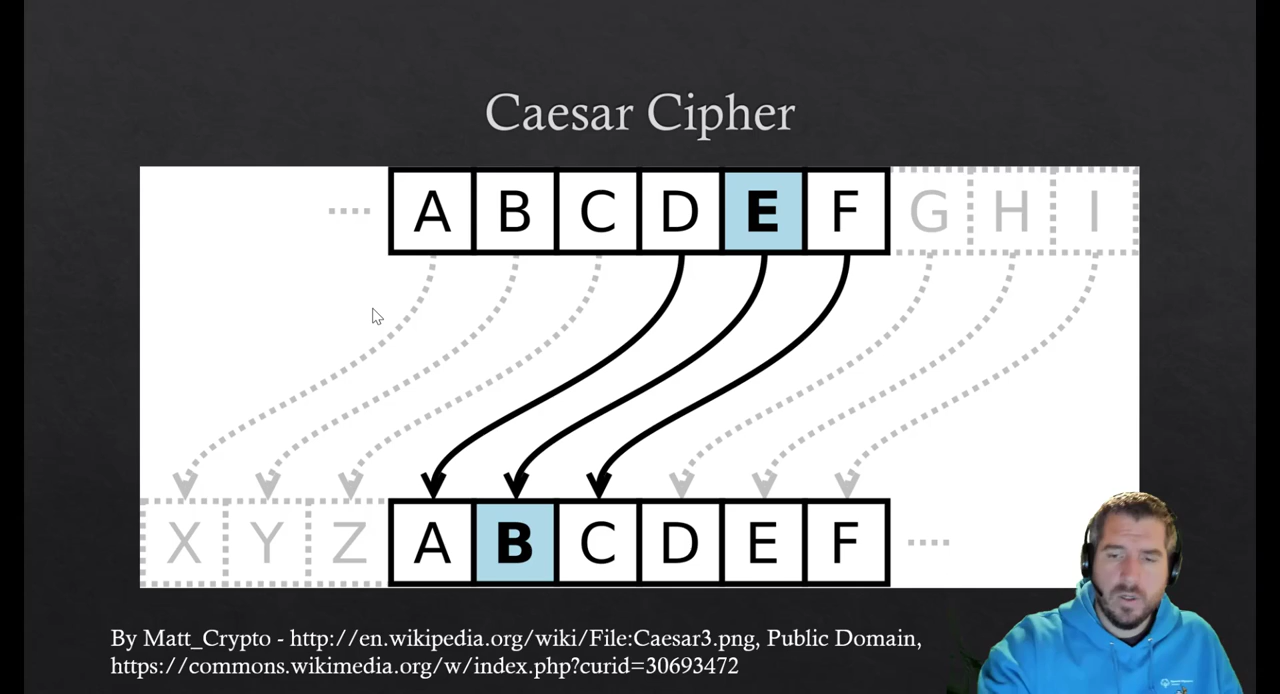 Caesar Cipher
.... A B C D E F G H I
X Y Z A B C D E F ....
By Matt_Crypto - http://en.wikipedia.org/wiki/File:Caesar3.png, Public Domain,
https://commons.wikimedia.org/w/index.php?curid=30693472